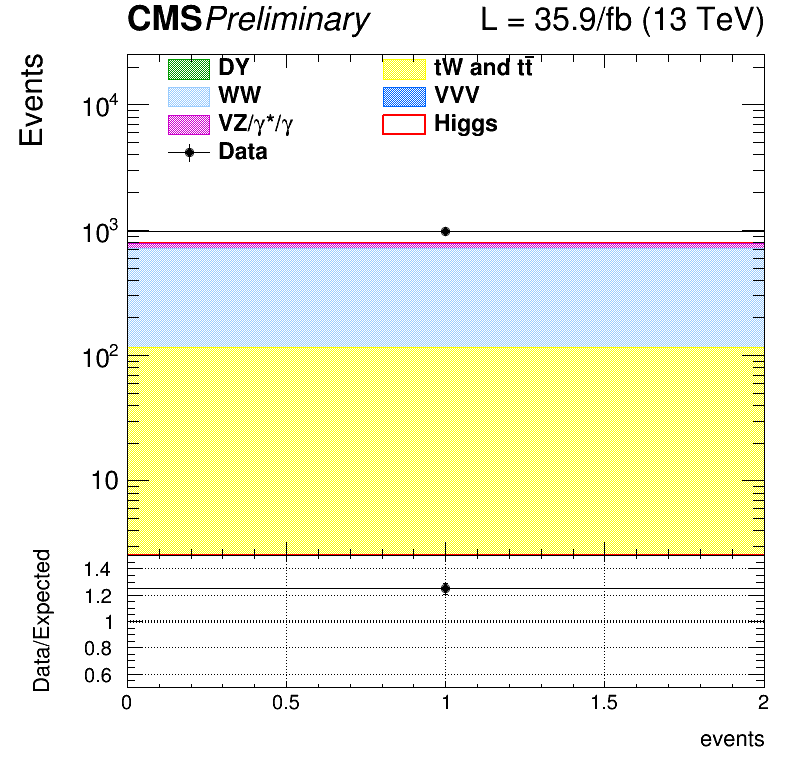 CMS Preliminary L = 35.9/fb (13 TeV)
Events
DY tW and tt̄
WW VVV
VZ/γ*/γ Higgs
Data
10⁴
10³
10²
10
Data/Expected
1.4
1.2
1
0.8
0.6
0 0.5 1 1.5 2
events